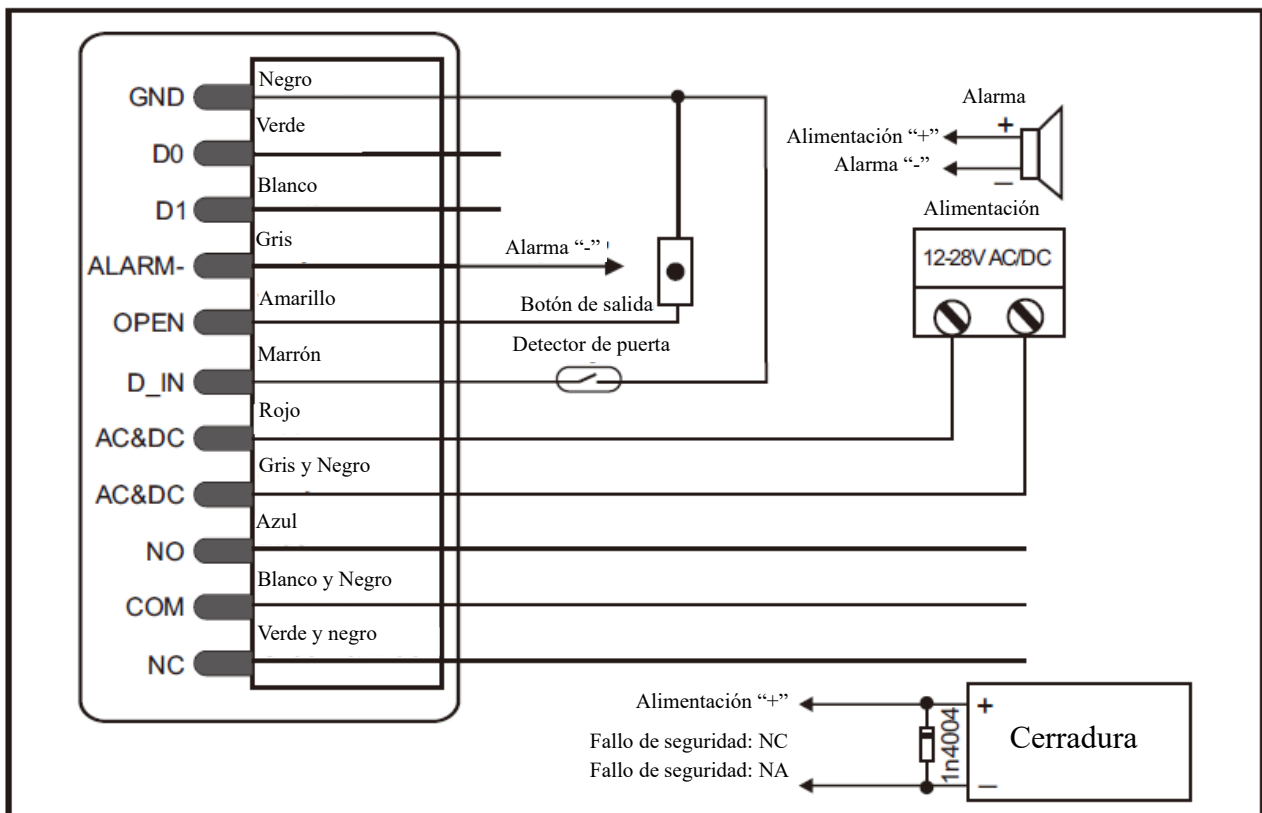 GND
Negro
D0
Verde
D1
Blanco
ALARM-
Gris
OPEN
Amarillo
D_IN
Marrón
AC&DC
Rojo
AC&DC
Gris y Negro
NO
Azul
COM
Blanco y Negro
NC
Verde y negro
Alarma “-”
Botón de salida
Detector de puerta
Alarma
Alimentación “+”
+
Alarma “-”
–
Alimentación
12-28V AC/DC
Alimentación “+”
Fallo de seguridad: NC
Fallo de seguridad: NA
1n4004
+
–
Cerradura